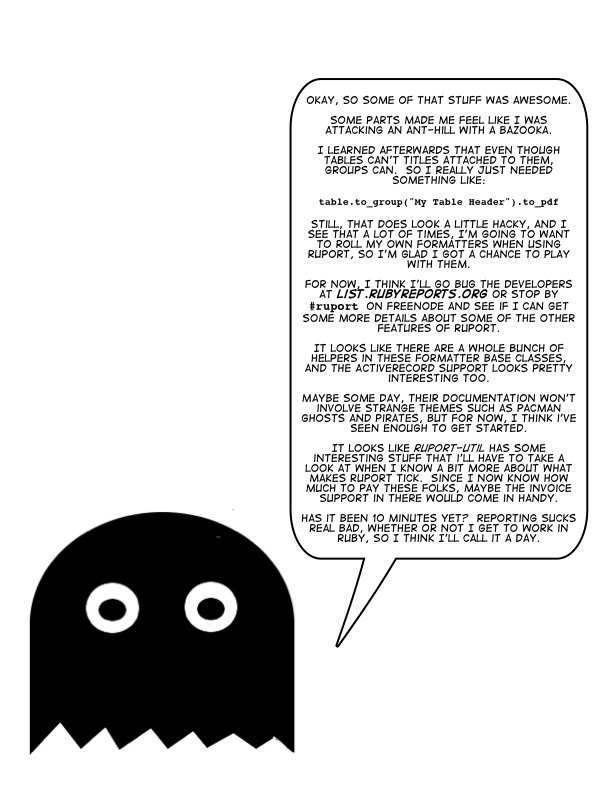 OKAY, SO SOME OF THAT STUFF WAS AWESOME.
SOME PARTS MADE ME FEEL LIKE I WAS
ATTACKING AN ANT-HILL WITH A BAZOOKA.
I LEARNED AFTERWARDS THAT EVEN THOUGH
TABLES CAN'T TITLES ATTACHED TO THEM,
GROUPS CAN. SO I REALLY JUST NEEDED
SOMETHING LIKE:
table.to_group("My Table Header").to_pdf
STILL, THAT DOES LOOK A LITTLE HACKY, AND I
SEE THAT A LOT OF TIMES, I'M GOING TO WANT
TO ROLL MY OWN FORMATTERS WHEN USING
RUPORT, SO I'M GLAD I GOT A CHANCE TO PLAY
WITH THEM.
FOR NOW, I THINK I'LL GO BUG THE DEVELOPERS
AT LIST.RUBYREPORTS.ORG OR STOP BY
#ruport ON FREENODE AND SEE IF I CAN GET
SOME MORE DETAILS ABOUT SOME OF THE OTHER
FEATURES OF RUPORT.
IT LOOKS LIKE THERE ARE A WHOLE BUNCH OF
HELPERS IN THESE FORMATTER BASE CLASSES,
AND THE ACTIVERECORD SUPPORT LOOKS PRETTY
INTERESTING TOO.
MAYBE SOME DAY, THEIR DOCUMENTATION WON'T
INVOLVE STRANGE THEMES SUCH AS PACMAN
GHOSTS AND PIRATES, BUT FOR NOW, I THINK I'VE
SEEN ENOUGH TO GET STARTED.
IT LOOKS LIKE RUPORT-UTIL HAS SOME
INTERESTING STUFF THAT I'LL HAVE TO TAKE A
LOOK AT WHEN I KNOW A BIT MORE ABOUT WHAT
MAKES RUPORT TICK. SINCE I NOW KNOW HOW
MUCH TO PAY THESE FOLKS, MAYBE THE INVOICE
SUPPORT IN THERE WOULD COME IN HANDY.
HAS IT BEEN 10 MINUTES YET? REPORTING SUCKS
REAL BAD, WHETHER OR NOT I GET TO WORK IN
RUBY, SO I THINK I'LL CALL IT A DAY.